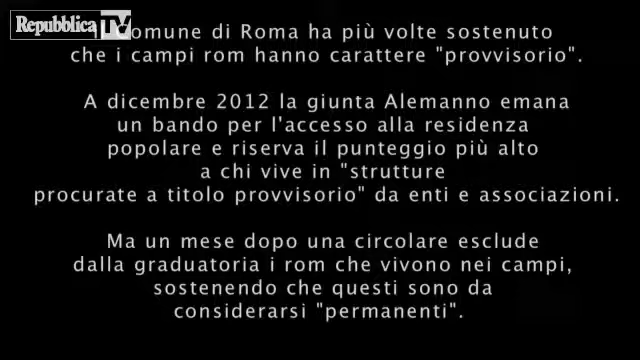 Repubblica TV
Comune di Roma ha più volte sostenuto
che i campi rom hanno carattere "provvisorio".
A dicembre 2012 la giunta Alemanno emana
un bando per l'accesso alla residenza
popolare e riserva il punteggio più alto
a chi vive in "strutture
procurate a titolo provvisorio" da enti e associazioni.
Ma un mese dopo una circolare esclude
dalla graduatoria i rom che vivono nei campi,
sostenendo che questi sono da
considerarsi "permanenti".